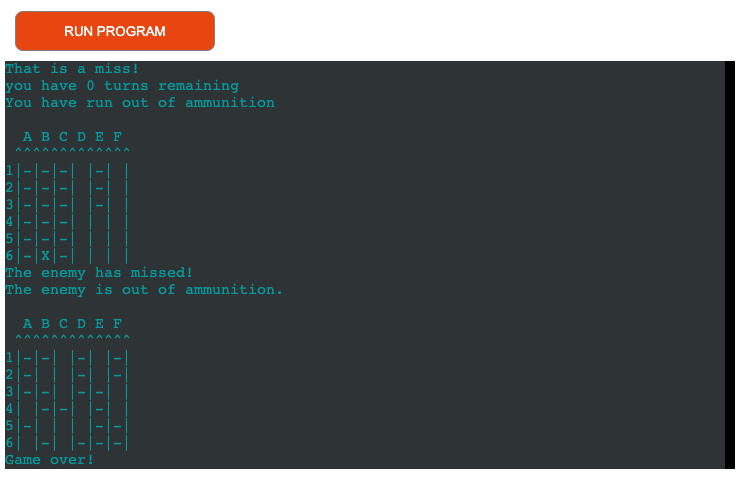 RUN PROGRAM
That is a miss!
you have 0 turns remaining
You have run out of ammunition
  A B C D E F
 ^^^^^^^^^^^^^
1|-|-|-| |-| |
2|-|-|-| |-| |
3|-|-|-| |-| |
4|-|-|-| | | |
5|-|-|-| | | |
6|-|X|-| | | |
The enemy has missed!
The enemy is out of ammunition.
  A B C D E F
 ^^^^^^^^^^^^^
1|-|-| |-| |-|
2|-| | |-| |-|
3|-|-| |-|-| |
4| |-|-| |-| |
5|-| | | |-|-|
6| |-| |-|-|-|
Game over!